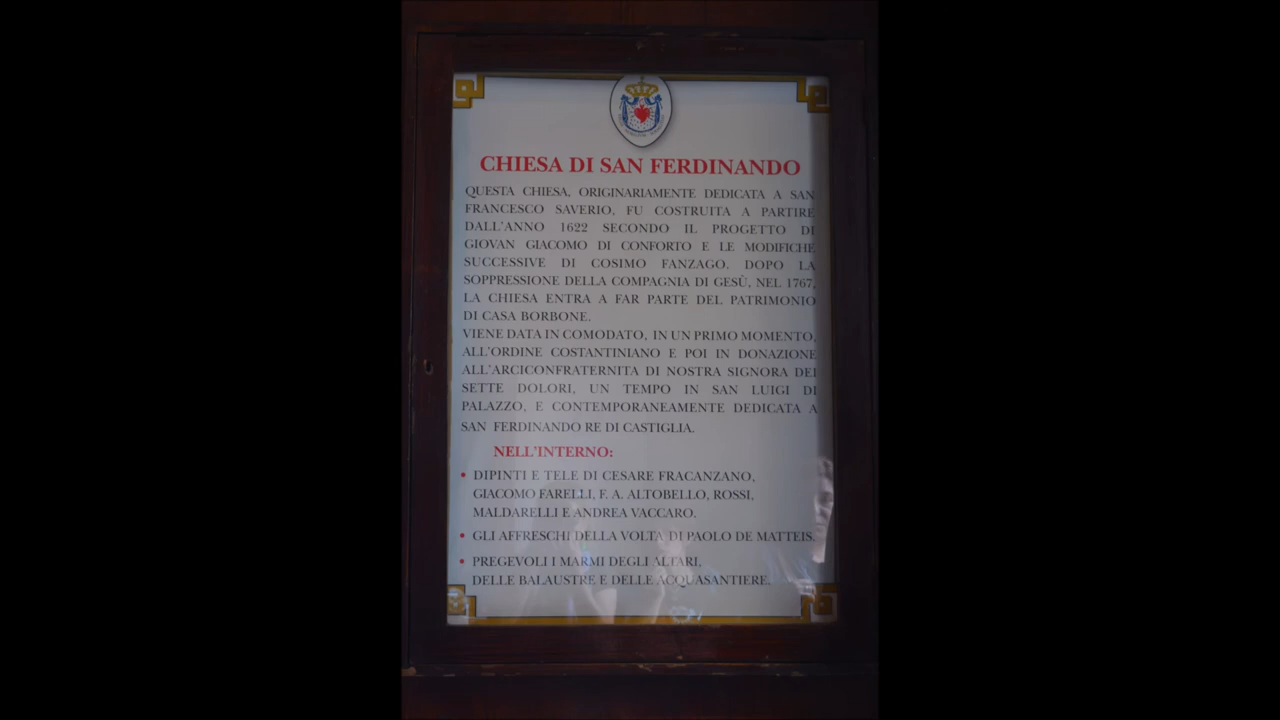 CHIESA DI SAN FERDINANDO
QUESTA CHIESA, ORIGINARIAMENTE DEDICATA A SAN
FRANCESCO SAVERIO, FU COSTRUITA A PARTIRE
DALL'ANNO 1622 SECONDO IL PROGETTO DI
GIOVAN GIACOMO DI CONFORTO E LE MODIFICHE
SUCCESSIVE DI COSIMO FANZAGO. DOPO LA
SOPPRESSIONE DELLA COMPAGNIA DI GESÙ, NEL 1767,
LA CHIESA ENTRA A FAR PARTE DEL PATRIMONIO
DI CASA BORBONE.
VIENE DATA IN COMODATO, IN UN PRIMO MOMENTO,
ALL'ORDINE COSTANTINIANO E POI IN DONAZIONE
ALL'ARCICONFRATERNITA DI NOSTRA SIGNORA DEI
SETTE DOLORI, UN TEMPO IN SAN LUIGI DI
PALAZZO, E CONTEMPORANEAMENTE DEDICATA A
SAN FERDINANDO RE DI CASTIGLIA.
NELL'INTERNO:
• DIPINTI E TELE DI CESARE FRACANZANO,
GIACOMO FARELLI, F. A. ALTOBELLO, ROSSI,
MALDARELLI E ANDREA VACCARO.
• GLI AFFRESCHI DELLA VOLTA DI PAOLO DE MATTEIS.
• PREGEVOLI I MARMI DEGLI ALTARI,
DELLE BALAUSTRE E DELLE ACQUASANTIERE.